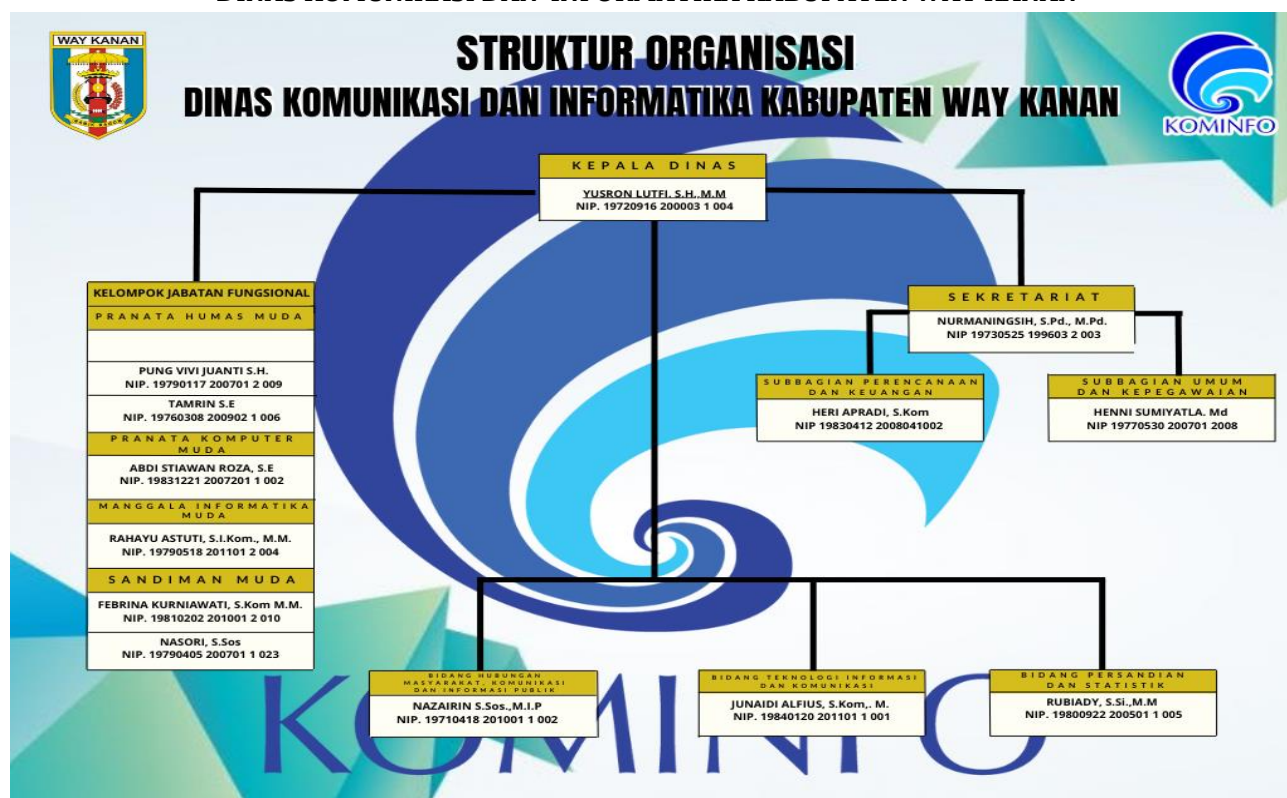 DINAS KOMUNIKASI DAN INFORMATIKA KABUPATEN WAY KANAN
WAY KANAN
STRUKTUR ORGANISASI
DINAS KOMUNIKASI DAN INFORMATIKA KABUPATEN WAY KANAN
KOMINFO
KEPALA DINAS
YUSRON LUTFI, S.H.,M.M
NIP. 19720916 200003 1 004
KELOMPOK JABATAN FUNGSIONAL
PRANATA HUMAS MUDA
PUNG VIVI JUANTI S.H.
NIP. 19790117 200701 2 009
TAMRIN S.E
NIP. 19760308 200902 1 006
PRANATA KOMPUTER
MUDA
ABDI STIAWAN ROZA, S.E
NIP. 19831221 2007201 1 002
MANGGALA INFORMATIKA
MUDA
RAHAYU ASTUTI, S.I.Kom., M.M.
NIP. 19790518 201101 2 004
SANDIMAN MUDA
FEBRINA KURNIAWATI, S.Kom M.M.
NIP. 19810202 201001 2 010
NASORI, S.Sos
NIP. 19790405 200701 1 023
SEKRETARIAT
NURMANINGSIH, S.Pd., M.Pd.
NIP 19730525 199603 2 003
SUBBAGIAN PERENCANAAN
DAN KEUANGAN
HERI APRADI, S.Kom
NIP 19830412 2008041002
SUBBAGIAN UMUM
DAN KEPEGAWAIAN
HENNI SUMIYATLA. Md
NIP 19770530 200701 2008
BIDANG HUBUNGAN
MASYARAKAT, KOMUNIKASI
DAN INFORMASI PUBLIK
NAZAIRIN S.Sos.,M.I.P
NIP. 19710418 201001 1 002
BIDANG TEKNOLOGI INFORMASI
DAN KOMUNIKASI
JUNAIDI ALFIUS, S.Kom,. M.
NIP. 19840120 201101 1 001
BIDANG PERSANDIAN
DAN STATISTIK
RUBIADY, S.Si.,M.M
NIP. 19800922 200501 1 005
KOMINFO